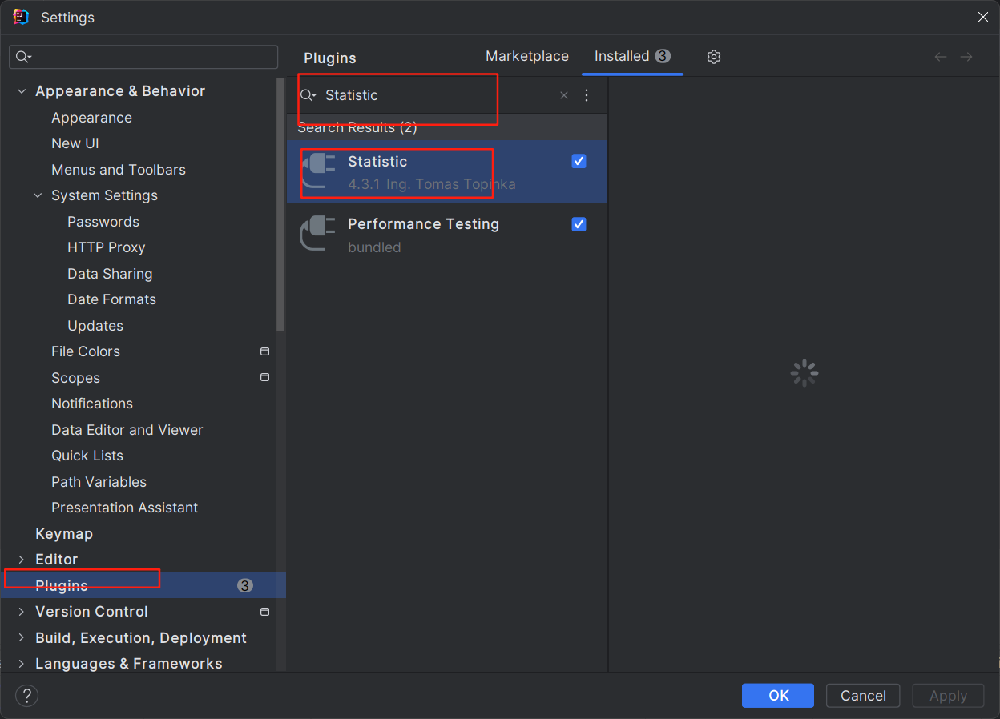 Settings
Plugins
Marketplace
Installed 3
Appearance & Behavior
Appearance
New UI
Menus and Toolbars
System Settings
Passwords
HTTP Proxy
Data Sharing
Date Formats
Updates
File Colors
Scopes
Notifications
Data Editor and Viewer
Quick Lists
Path Variables
Presentation Assistant
Keymap
Editor
Plugins 3
Version Control
Build, Execution, Deployment
Languages & Frameworks
Statistic
Search Results (2)
Statistic
4.3.1 Ing. Tomas Topinka
Performance Testing
bundled
?
OK
Cancel
Apply